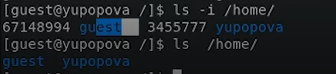 [guest@yupopova /]$ ls -i /home/
67148994 guest  3455777 yupopova
[guest@yupopova /]$ ls  /home/
guest  yupopova